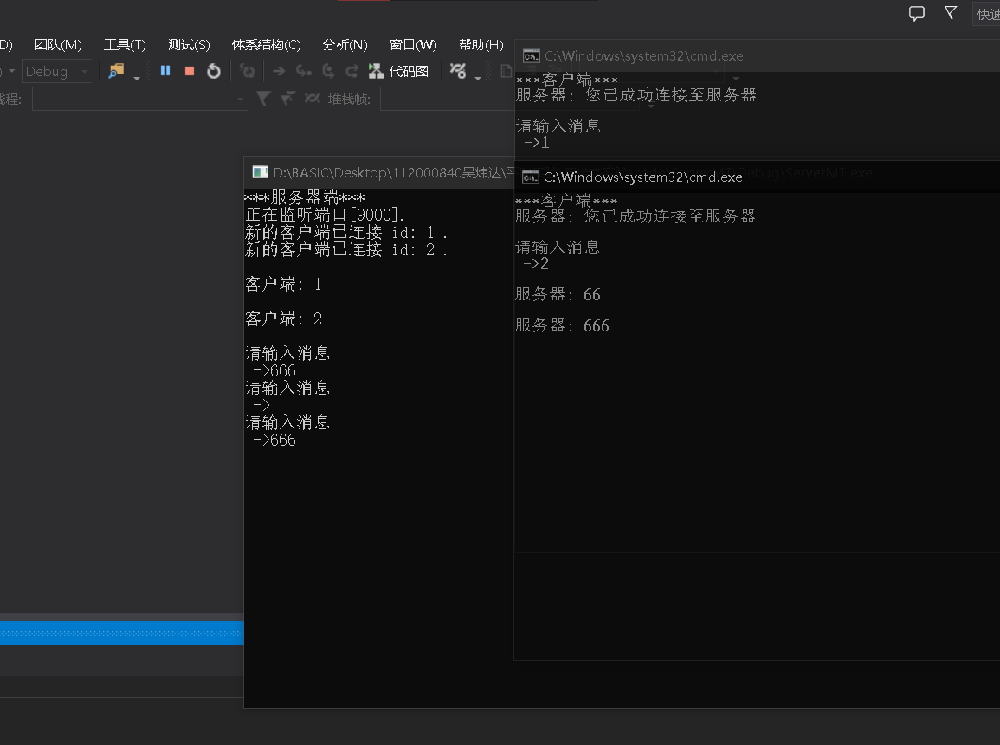 快速
D) 团队(M) 工具(T) 测试(S) 体系结构(C) 分析(N) 窗口(W) 帮助(H)
Debug 代码图
线程: 堆栈帧:
C:\Windows\system32\cmd.exe
***客户端***
服务器: 您已成功连接至服务器
请输入消息
->1
D:\BASIC\Desktop\112000840吴炜达\平
Debug\ServerMT.exe
***服务器端***
正在监听端口[9000].
新的客户端已连接 id: 1 .
新的客户端已连接 id: 2 .
客户端: 1
客户端: 2
请输入消息
->666
请输入消息
->
请输入消息
->666
C:\Windows\system32\cmd.exe
***客户端***
服务器: 您已成功连接至服务器
请输入消息
->2
服务器: 66
服务器: 666